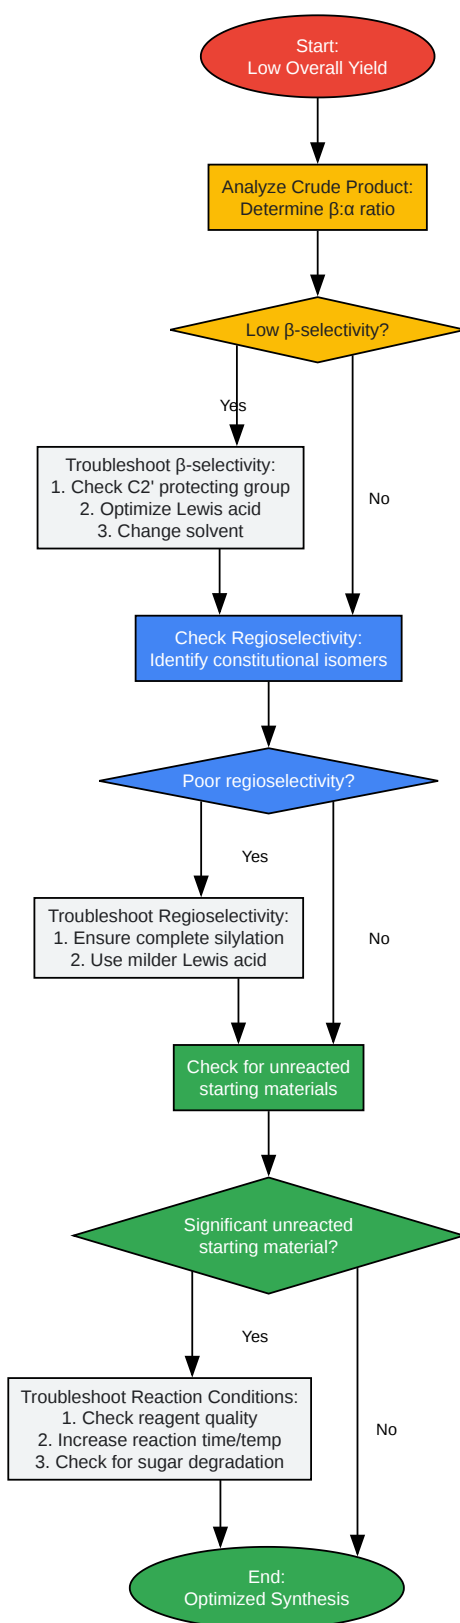 Start:
Low Overall Yield
Analyze Crude Product:
Determine β:α ratio
Low β-selectivity?
Yes
Troubleshoot β-selectivity:
1. Check C2' protecting group
2. Optimize Lewis acid
3. Change solvent
No
Check Regioselectivity:
Identify constitutional isomers
Poor regioselectivity?
Yes
Troubleshoot Regioselectivity:
1. Ensure complete silylation
2. Use milder Lewis acid
No
Check for unreacted
starting materials
Significant unreacted
starting material?
Yes
Troubleshoot Reaction Conditions:
1. Check reagent quality
2. Increase reaction time/temp
3. Check for sugar degradation
No
End:
Optimized Synthesis